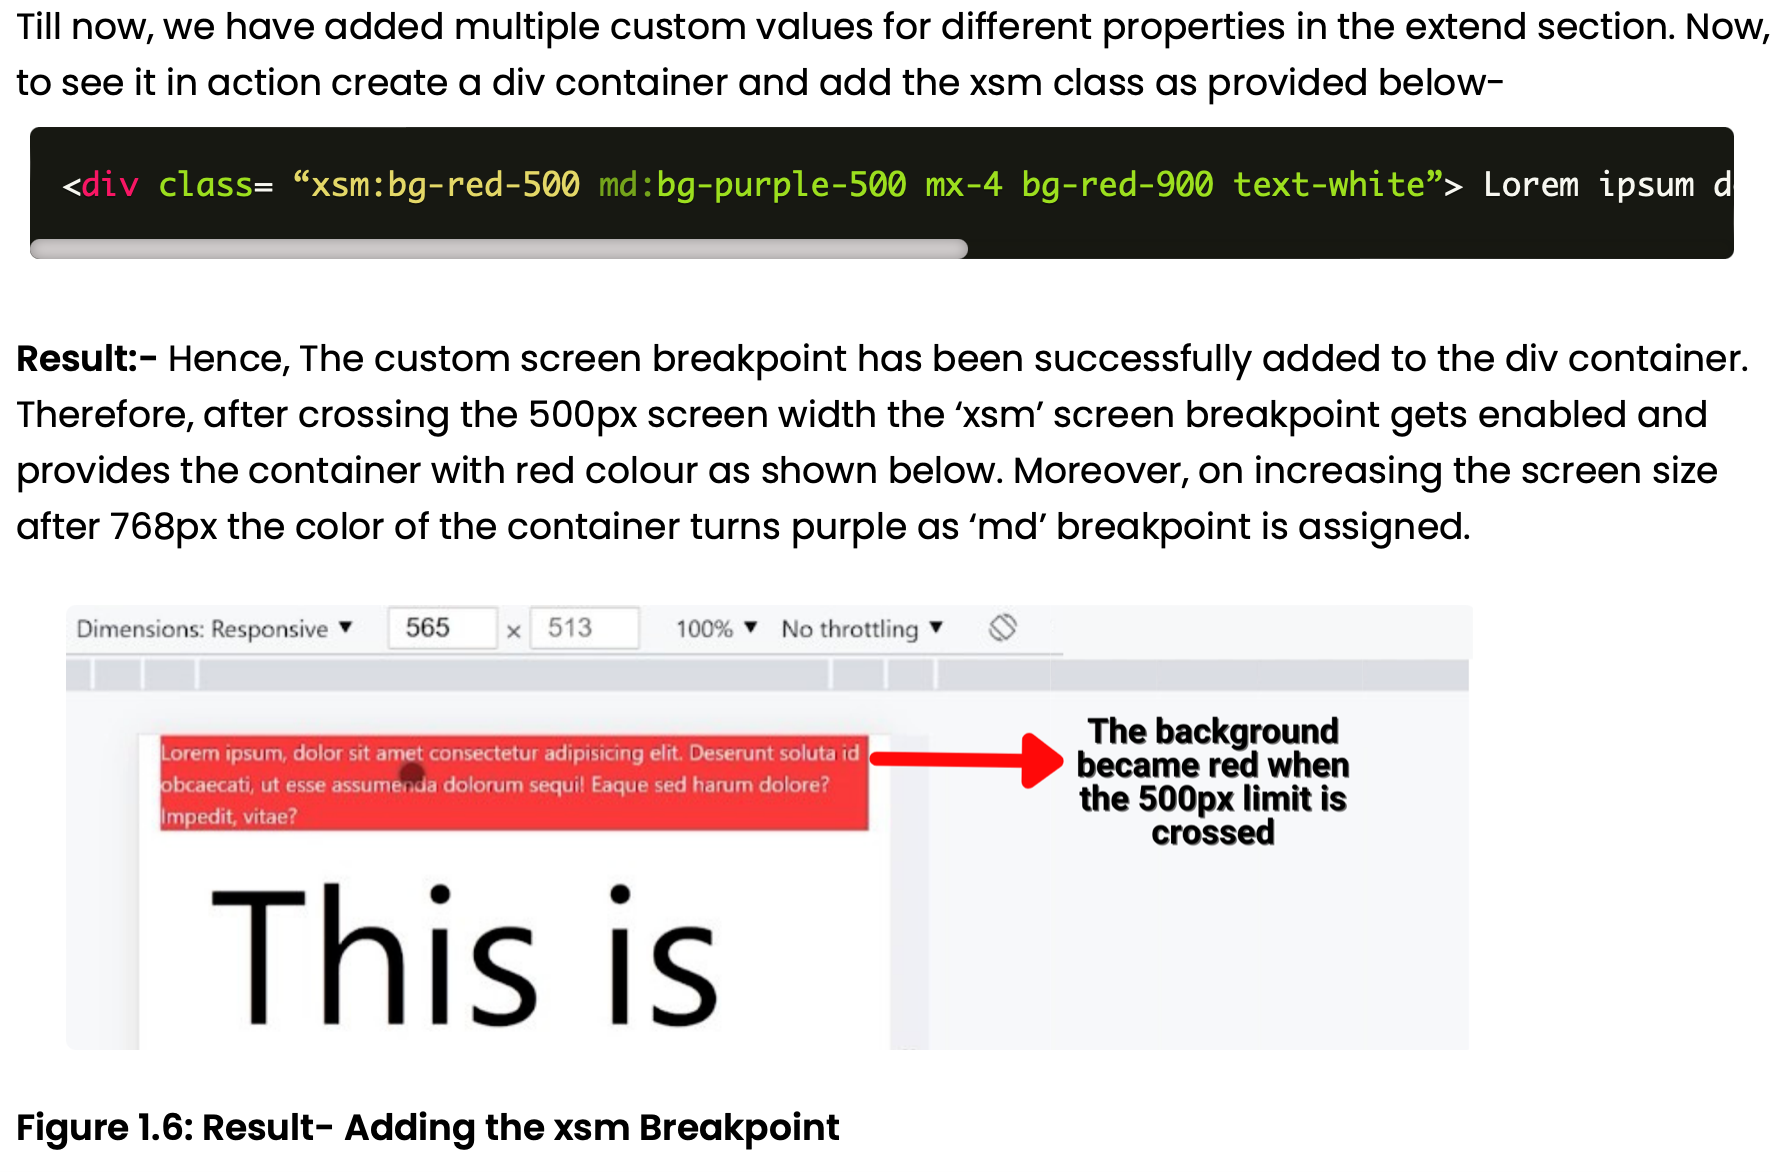 Till now, we have added multiple custom values for different properties in the extend section. Now,
to see it in action create a div container and add the xsm class as provided below-
<div class= “xsm:bg-red-500 md:bg-purple-500 mx-4 bg-red-900 text-white”> Lorem ipsum d
Result:- Hence, The custom screen breakpoint has been successfully added to the div container.
Therefore, after crossing the 500px screen width the ‘xsm’ screen breakpoint gets enabled and
provides the container with red colour as shown below. Moreover, on increasing the screen size
after 768px the color of the container turns purple as ‘md’ breakpoint is assigned.
Dimensions: Responsive ▼ 565 x 513 100% ▼ No throttling ▼
Lorem ipsum, dolor sit amet consectetur adipisicing elit. Deserunt soluta id
obcaecati, ut esse assumenda dolorum sequi! Eaque sed harum dolore?
Impedit, vitae?
The background
became red when
the 500px limit is
crossed
This is
Figure 1.6: Result- Adding the xsm Breakpoint